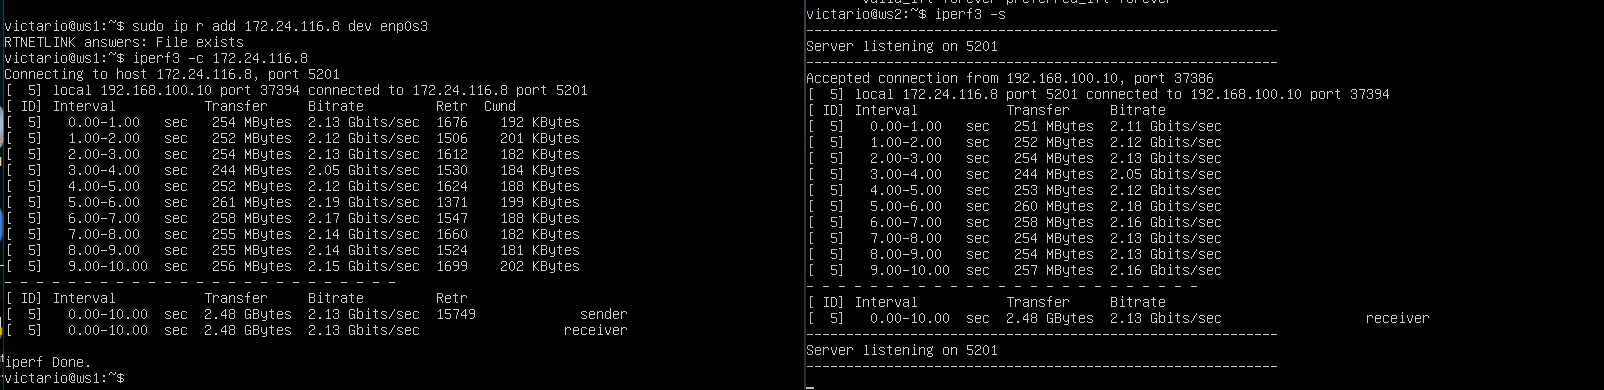 victario@ws1:~$ sudo ip r add 172.24.116.8 dev enp0s3
RTNETLINK answers: File exists
victario@ws1:~$ iperf3 -c 172.24.116.8
Connecting to host 172.24.116.8, port 5201
[  5] local 192.168.100.10 port 37394 connected to 172.24.116.8 port 5201
[ ID] Interval           Transfer     Bitrate         Retr  Cwnd
[  5]   0.00-1.00   sec   254 MBytes  2.13 Gbits/sec  1676    192 KBytes
[  5]   1.00-2.00   sec   252 MBytes  2.12 Gbits/sec  1506    201 KBytes
[  5]   2.00-3.00   sec   254 MBytes  2.13 Gbits/sec  1612    182 KBytes
[  5]   3.00-4.00   sec   244 MBytes  2.05 Gbits/sec  1530    184 KBytes
[  5]   4.00-5.00   sec   252 MBytes  2.12 Gbits/sec  1624    188 KBytes
[  5]   5.00-6.00   sec   261 MBytes  2.19 Gbits/sec  1371    199 KBytes
[  5]   6.00-7.00   sec   258 MBytes  2.17 Gbits/sec  1547    188 KBytes
[  5]   7.00-8.00   sec   255 MBytes  2.14 Gbits/sec  1660    182 KBytes
[  5]   8.00-9.00   sec   255 MBytes  2.14 Gbits/sec  1524    181 KBytes
[  5]   9.00-10.00  sec   256 MBytes  2.15 Gbits/sec  1699    202 KBytes
- - - - - - - - - - - - - - - - - - - - - - - - -
[ ID] Interval           Transfer     Bitrate         Retr
[  5]   0.00-10.00  sec  2.48 GBytes  2.13 Gbits/sec  15749             sender
[  5]   0.00-10.00  sec  2.48 GBytes  2.13 Gbits/sec                  receiver
iperf Done.
victario@ws1:~$
victario@ws2:~$ iperf3 -s
-----------------------------------------------------------
Server listening on 5201
-----------------------------------------------------------
Accepted connection from 192.168.100.10, port 37386
[  5] local 172.24.116.8 port 5201 connected to 192.168.100.10 port 37394
[ ID] Interval           Transfer     Bitrate
[  5]   0.00-1.00   sec   251 MBytes  2.11 Gbits/sec
[  5]   1.00-2.00   sec   252 MBytes  2.12 Gbits/sec
[  5]   2.00-3.00   sec   254 MBytes  2.13 Gbits/sec
[  5]   3.00-4.00   sec   244 MBytes  2.05 Gbits/sec
[  5]   4.00-5.00   sec   253 MBytes  2.12 Gbits/sec
[  5]   5.00-6.00   sec   260 MBytes  2.18 Gbits/sec
[  5]   6.00-7.00   sec   258 MBytes  2.16 Gbits/sec
[  5]   7.00-8.00   sec   254 MBytes  2.13 Gbits/sec
[  5]   8.00-9.00   sec   254 MBytes  2.13 Gbits/sec
[  5]   9.00-10.00  sec   257 MBytes  2.16 Gbits/sec
- - - - - - - - - - - - - - - - - - - - - - - - -
[ ID] Interval           Transfer     Bitrate
[  5]   0.00-10.00  sec  2.48 GBytes  2.13 Gbits/sec                  receiver
-----------------------------------------------------------
Server listening on 5201
-----------------------------------------------------------